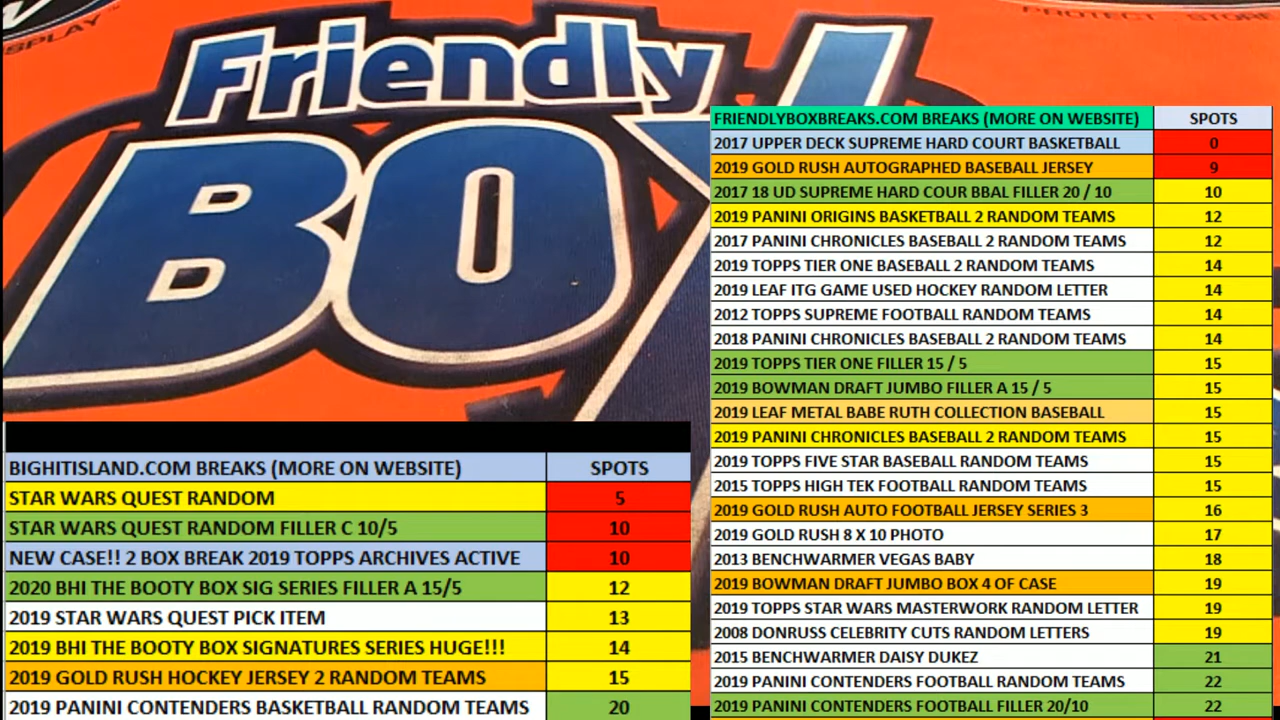 DISPLAY
PROTECT STORE
Friendly
BO
FRIENDLYBOXBREAKS.COM BREAKS (MORE ON WEBSITE) SPOTS
2017 UPPER DECK SUPREME HARD COURT BASKETBALL 0
2019 GOLD RUSH AUTOGRAPHED BASEBALL JERSEY 9
2017 18 UD SUPREME HARD COUR BBAL FILLER 20 / 10 10
2019 PANINI ORIGINS BASKETBALL 2 RANDOM TEAMS 12
2017 PANINI CHRONICLES BASEBALL 2 RANDOM TEAMS 12
2019 TOPPS TIER ONE BASEBALL 2 RANDOM TEAMS 14
2019 LEAF ITG GAME USED HOCKEY RANDOM LETTER 14
2012 TOPPS SUPREME FOOTBALL RANDOM TEAMS 14
2018 PANINI CHRONICLES BASEBALL 2 RANDOM TEAMS 14
2019 TOPPS TIER ONE FILLER 15 / 5 15
2019 BOWMAN DRAFT JUMBO FILLER A 15 / 5 15
2019 LEAF METAL BABE RUTH COLLECTION BASEBALL 15
2019 PANINI CHRONICLES BASEBALL 2 RANDOM TEAMS 15
2019 TOPPS FIVE STAR BASEBALL RANDOM TEAMS 15
2015 TOPPS HIGH TEK FOOTBALL RANDOM TEAMS 15
2019 GOLD RUSH AUTO FOOTBALL JERSEY SERIES 3 16
2019 GOLD RUSH 8 X 10 PHOTO 17
2013 BENCHWARMER VEGAS BABY 18
2019 BOWMAN DRAFT JUMBO BOX 4 OF CASE 19
2019 TOPPS STAR WARS MASTERWORK RANDOM LETTER 19
2008 DONRUSS CELEBRITY CUTS RANDOM LETTERS 19
2015 BENCHWARMER DAISY DUKEZ 21
2019 PANINI CONTENDERS FOOTBALL RANDOM TEAMS 22
2019 PANINI CONTENDERS FOOTBALL FILLER 20/10 22
BIGHITISLAND.COM BREAKS (MORE ON WEBSITE) SPOTS
STAR WARS QUEST RANDOM 5
STAR WARS QUEST RANDOM FILLER C 10/5 10
NEW CASE!! 2 BOX BREAK 2019 TOPPS ARCHIVES ACTIVE 10
2020 BHI THE BOOTY BOX SIG SERIES FILLER A 15/5 12
2019 STAR WARS QUEST PICK ITEM 13
2019 BHI THE BOOTY BOX SIGNATURES SERIES HUGE!!! 14
2019 GOLD RUSH HOCKEY JERSEY 2 RANDOM TEAMS 15
2019 PANINI CONTENDERS BASKETBALL RANDOM TEAMS 20